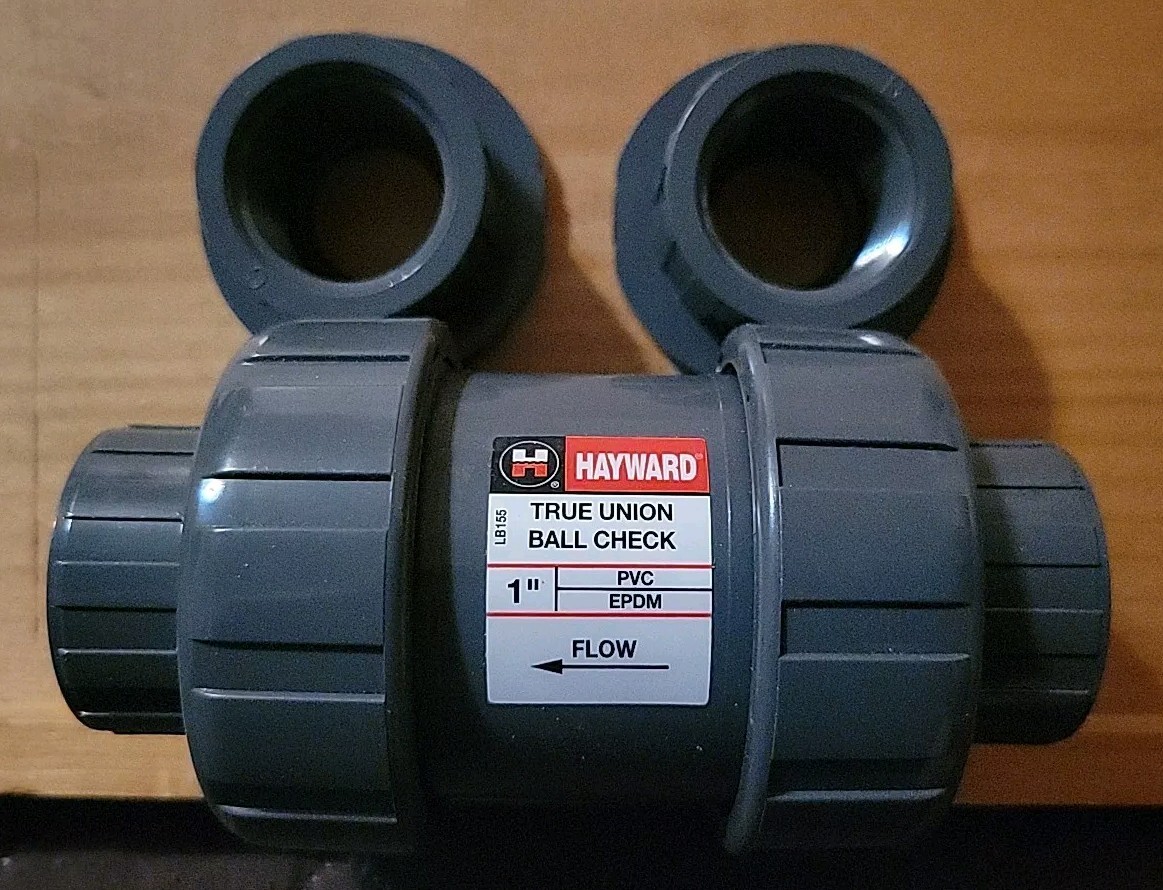 H ®
HAYWARD®
LB155
TRUE UNION
BALL CHECK
1"
PVC
EPDM
FLOW